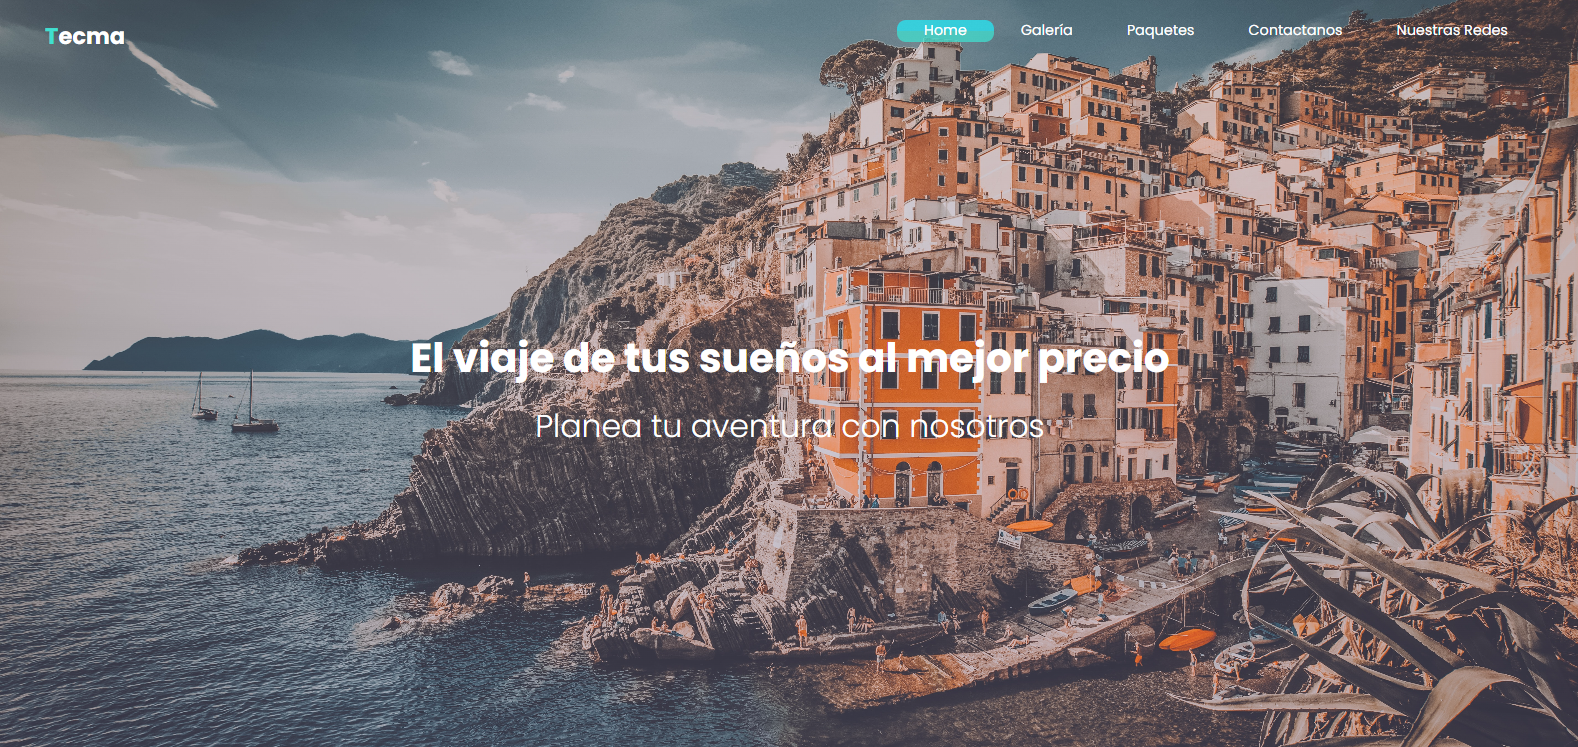 Tecma
Home Galería Paquetes Contactanos Nuestras Redes
El viaje de tus sueños al mejor precio
Planea tu aventura con nosotros